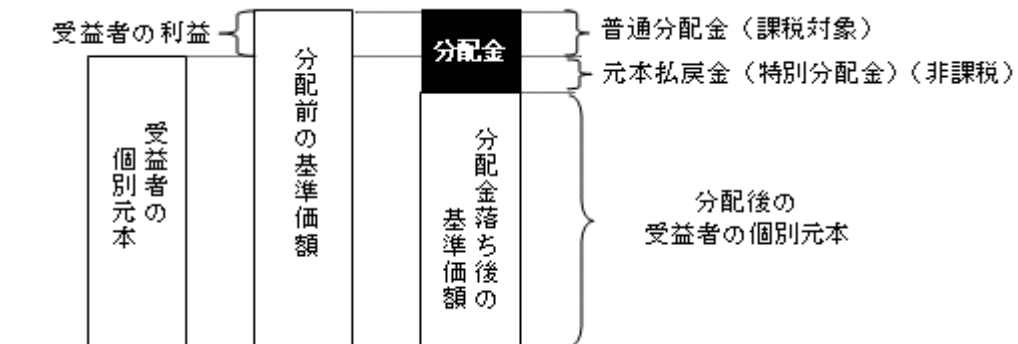 受益者の利益
普通分配金（課税対象）
分配金
元本払戻金（特別分配金）（非課税）
受益者の
個別元本
分配前の基準価額
分配金落ち後の
基準価額
分配後の
受益者の個別元本